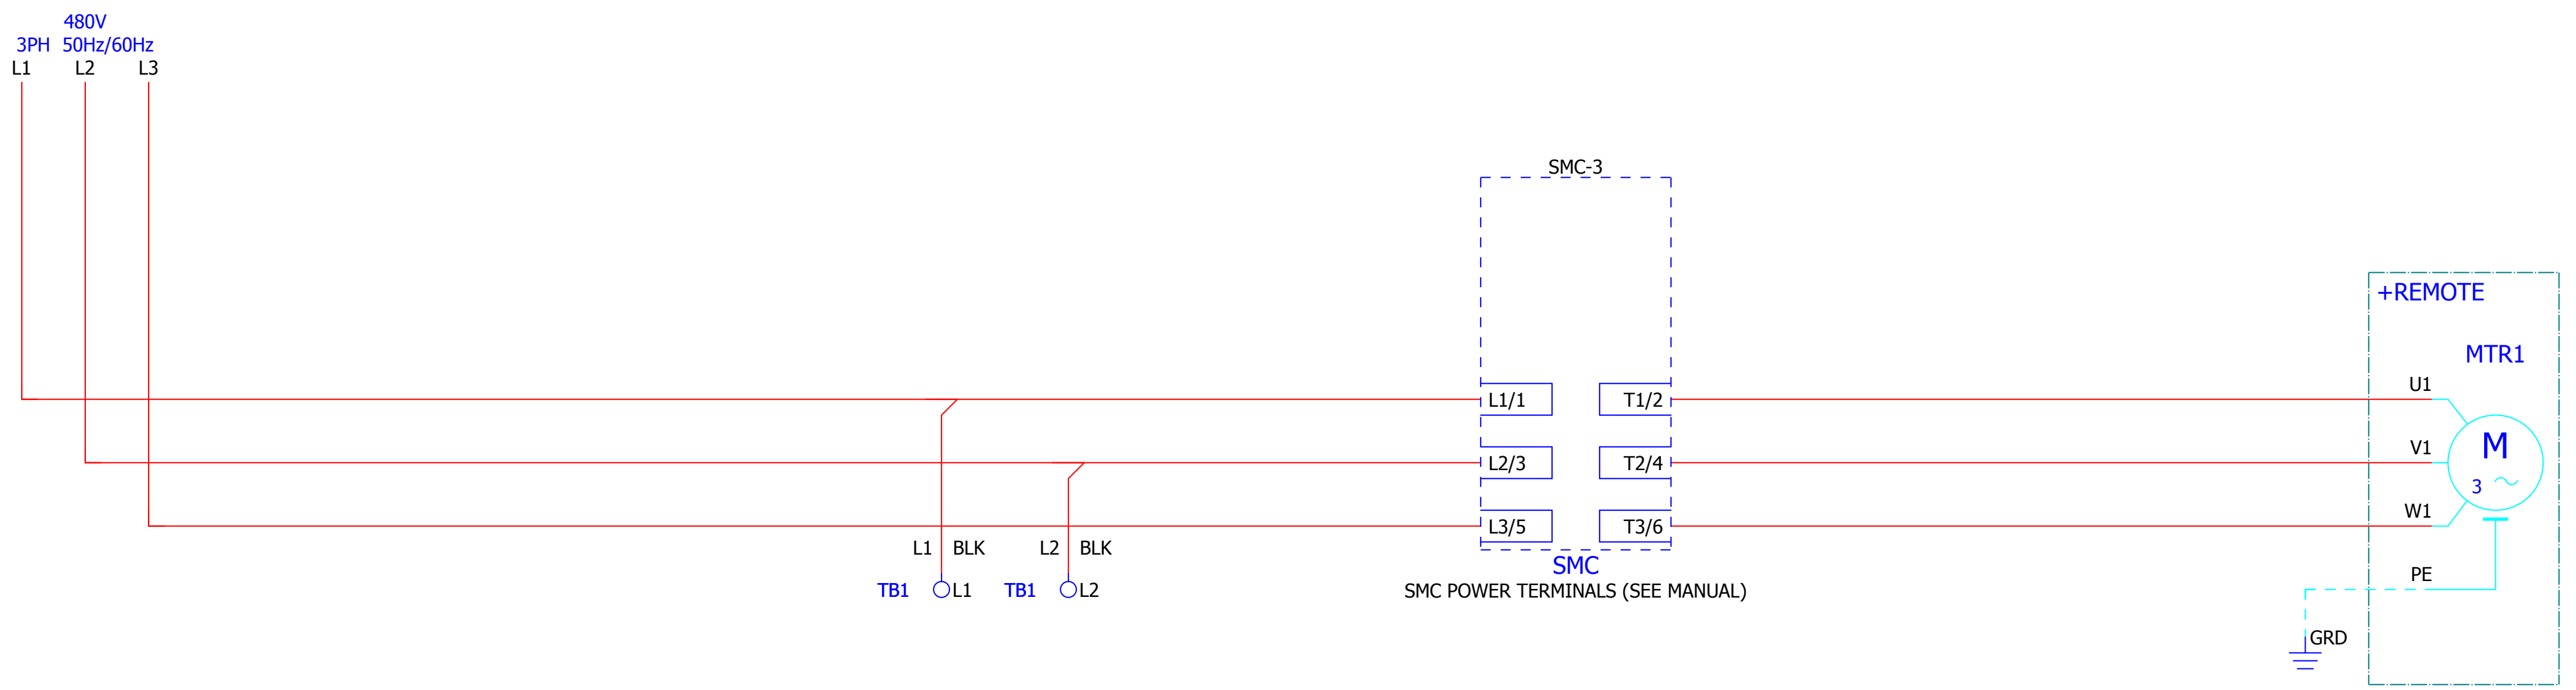 480V
3PH 50Hz/60Hz
L1 L2 L3
SMC-3
+REMOTE
MTR1
U1
L1/1 T1/2
M
3
V1
L2/3 T2/4
W1
L3/5 T3/6
L1 BLK L2 BLK
SMC
PE
TB1 L1 TB1 L2
SMC POWER TERMINALS (SEE MANUAL)
GRD